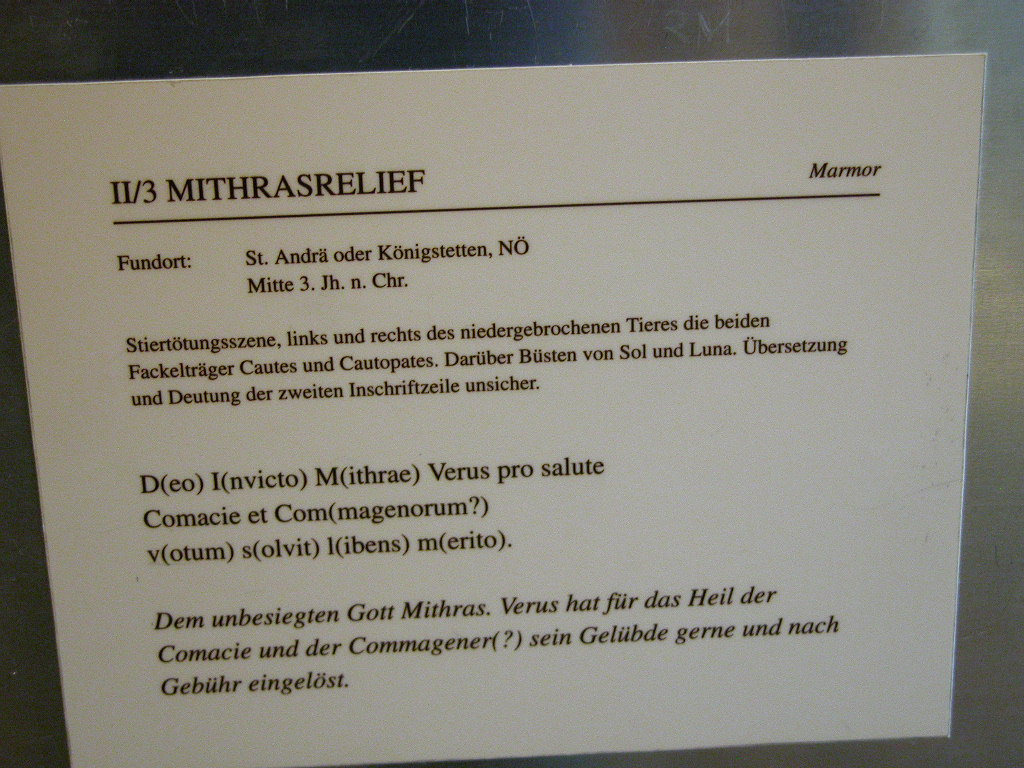 RM
II/3 MITHRASRELIEF Marmor
Fundort: St. Andrä oder Königstetten, NÖ
Mitte 3. Jh. n. Chr.
Stiertötungsszene, links und rechts des niedergebrochenen Tieres die beiden
Fackelträger Cautes und Cautopates. Darüber Büsten von Sol und Luna. Übersetzung
und Deutung der zweiten Inschriftzeile unsicher.
D(eo) I(nvicto) M(ithrae) Verus pro salute
Comacie et Com(magenorum?)
v(otum) s(olvit) l(ibens) m(erito).
Dem unbesiegten Gott Mithras. Verus hat für das Heil der
Comacie und der Commagener(?) sein Gelübde gerne und nach
Gebühr eingelöst.